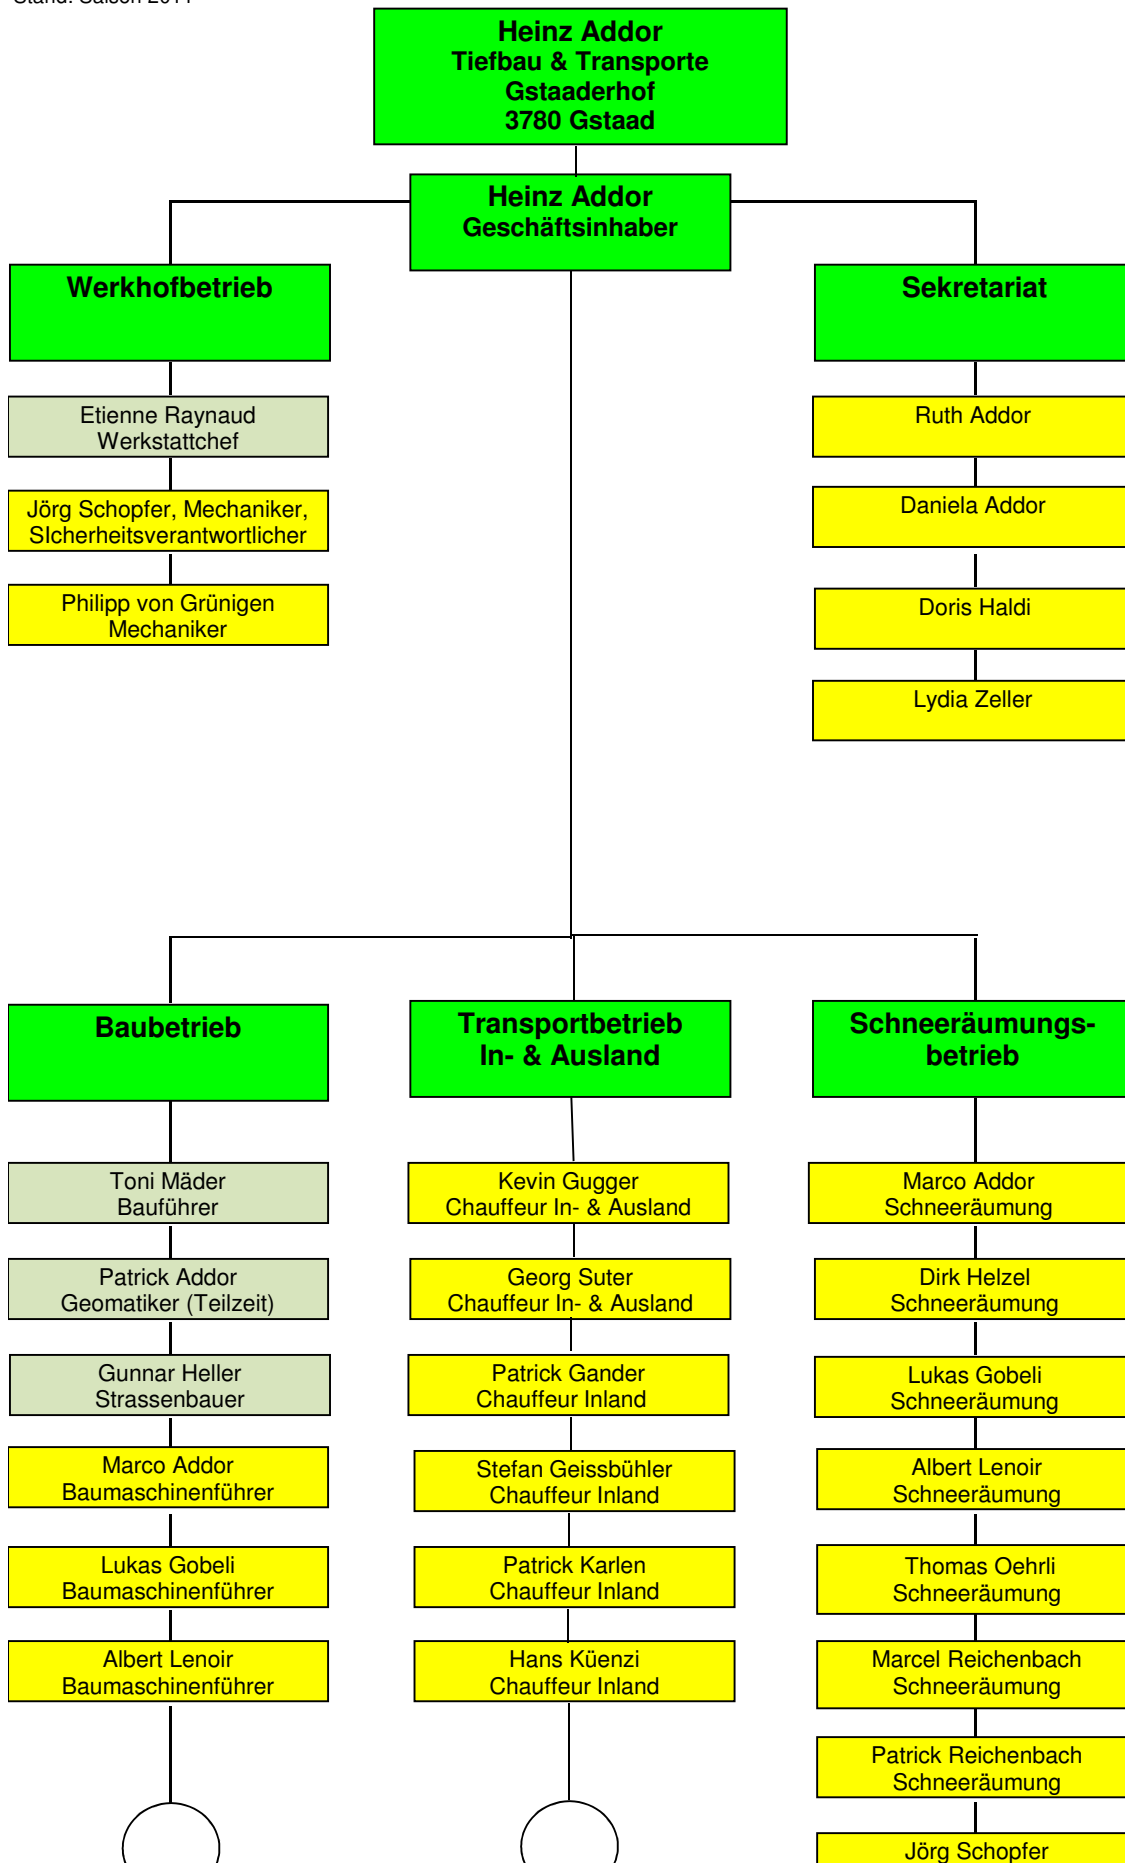 Stand: Saison 2011
Heinz Addor
Tiefbau & Transporte
Gstaaderhof
3780 Gstaad
Heinz Addor
Geschäftsinhaber
Werkhofbetrieb
Etienne Raynaud
Werkstattchef
Jörg Schopfer, Mechaniker,
SIcherheitsverantwortlicher
Philipp von Grünigen
Mechaniker
Sekretariat
Ruth Addor
Daniela Addor
Doris Haldi
Lydia Zeller
Baubetrieb
Toni Mäder
Bauführer
Patrick Addor
Geomatiker (Teilzeit)
Gunnar Heller
Strassenbauer
Marco Addor
Baumaschinenführer
Lukas Gobeli
Baumaschinenführer
Albert Lenoir
Baumaschinenführer
Transportbetrieb
In- & Ausland
Kevin Gugger
Chauffeur In- & Ausland
Georg Suter
Chauffeur In- & Ausland
Patrick Gander
Chauffeur Inland
Stefan Geissbühler
Chauffeur Inland
Patrick Karlen
Chauffeur Inland
Hans Küenzi
Chauffeur Inland
Schneeräumungs-
betrieb
Marco Addor
Schneeräumung
Dirk Helzel
Schneeräumung
Lukas Gobeli
Schneeräumung
Albert Lenoir
Schneeräumung
Thomas Oehrli
Schneeräumung
Marcel Reichenbach
Schneeräumung
Patrick Reichenbach
Schneeräumung
Jörg Schopfer